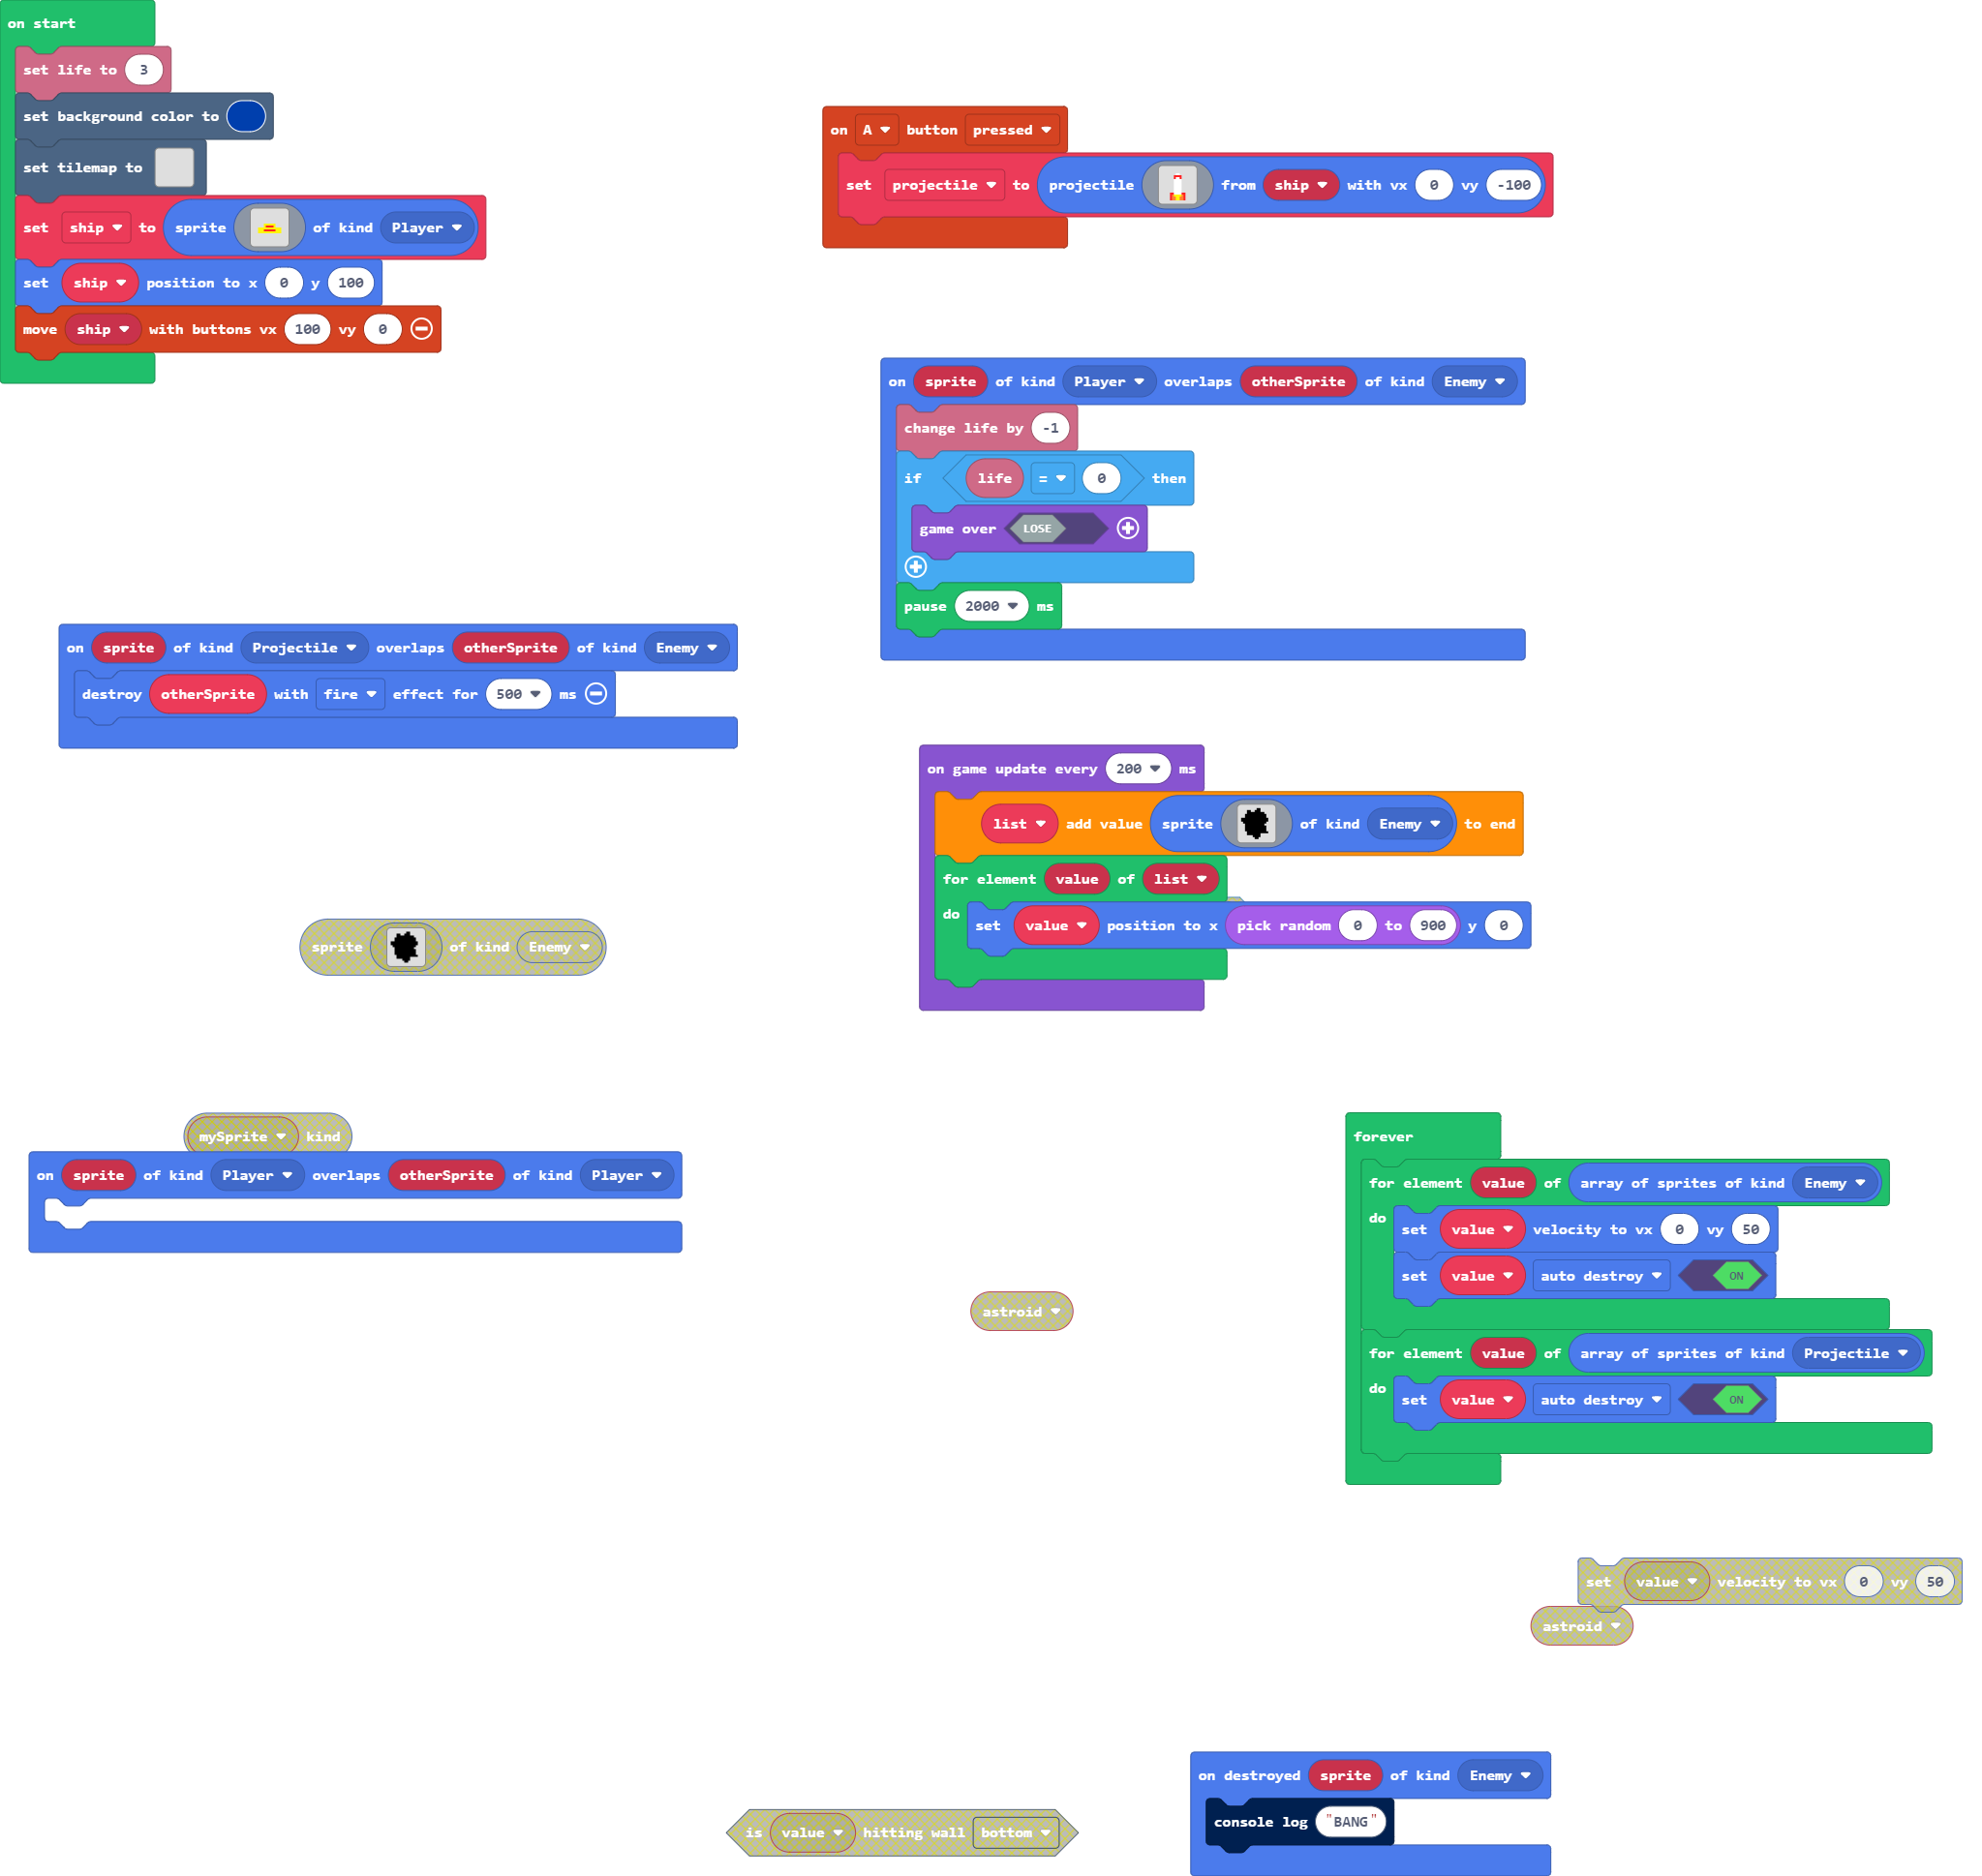 on start
set life to 3
set background color to
set tilemap to
set ship to sprite of kind Player
set ship position to x 0 y 100
move ship with buttons vx 100 vy 0
on A button pressed
set projectile to projectile from ship with vx 0 vy -100
on sprite of kind Player overlaps otherSprite of kind Enemy
change life by -1
if life = 0 then
game over LOSE
pause 2000 ms
on sprite of kind Projectile overlaps otherSprite of kind Enemy
destroy otherSprite with fire effect for 500 ms
on game update every 200 ms
list add value sprite of kind Enemy to end
for element value of list
do set value position to x pick random 0 to 900 y 0
sprite of kind Enemy
mySprite kind
on sprite of kind Player overlaps otherSprite of kind Player
forever
for element value of array of sprites of kind Enemy
do set value velocity to vx 0 vy 50
set value auto destroy ON
for element value of array of sprites of kind Projectile
do set value auto destroy ON
astroid
set value velocity to vx 0 vy 50
astroid
on destroyed sprite of kind Enemy
console log "BANG"
is value hitting wall bottom